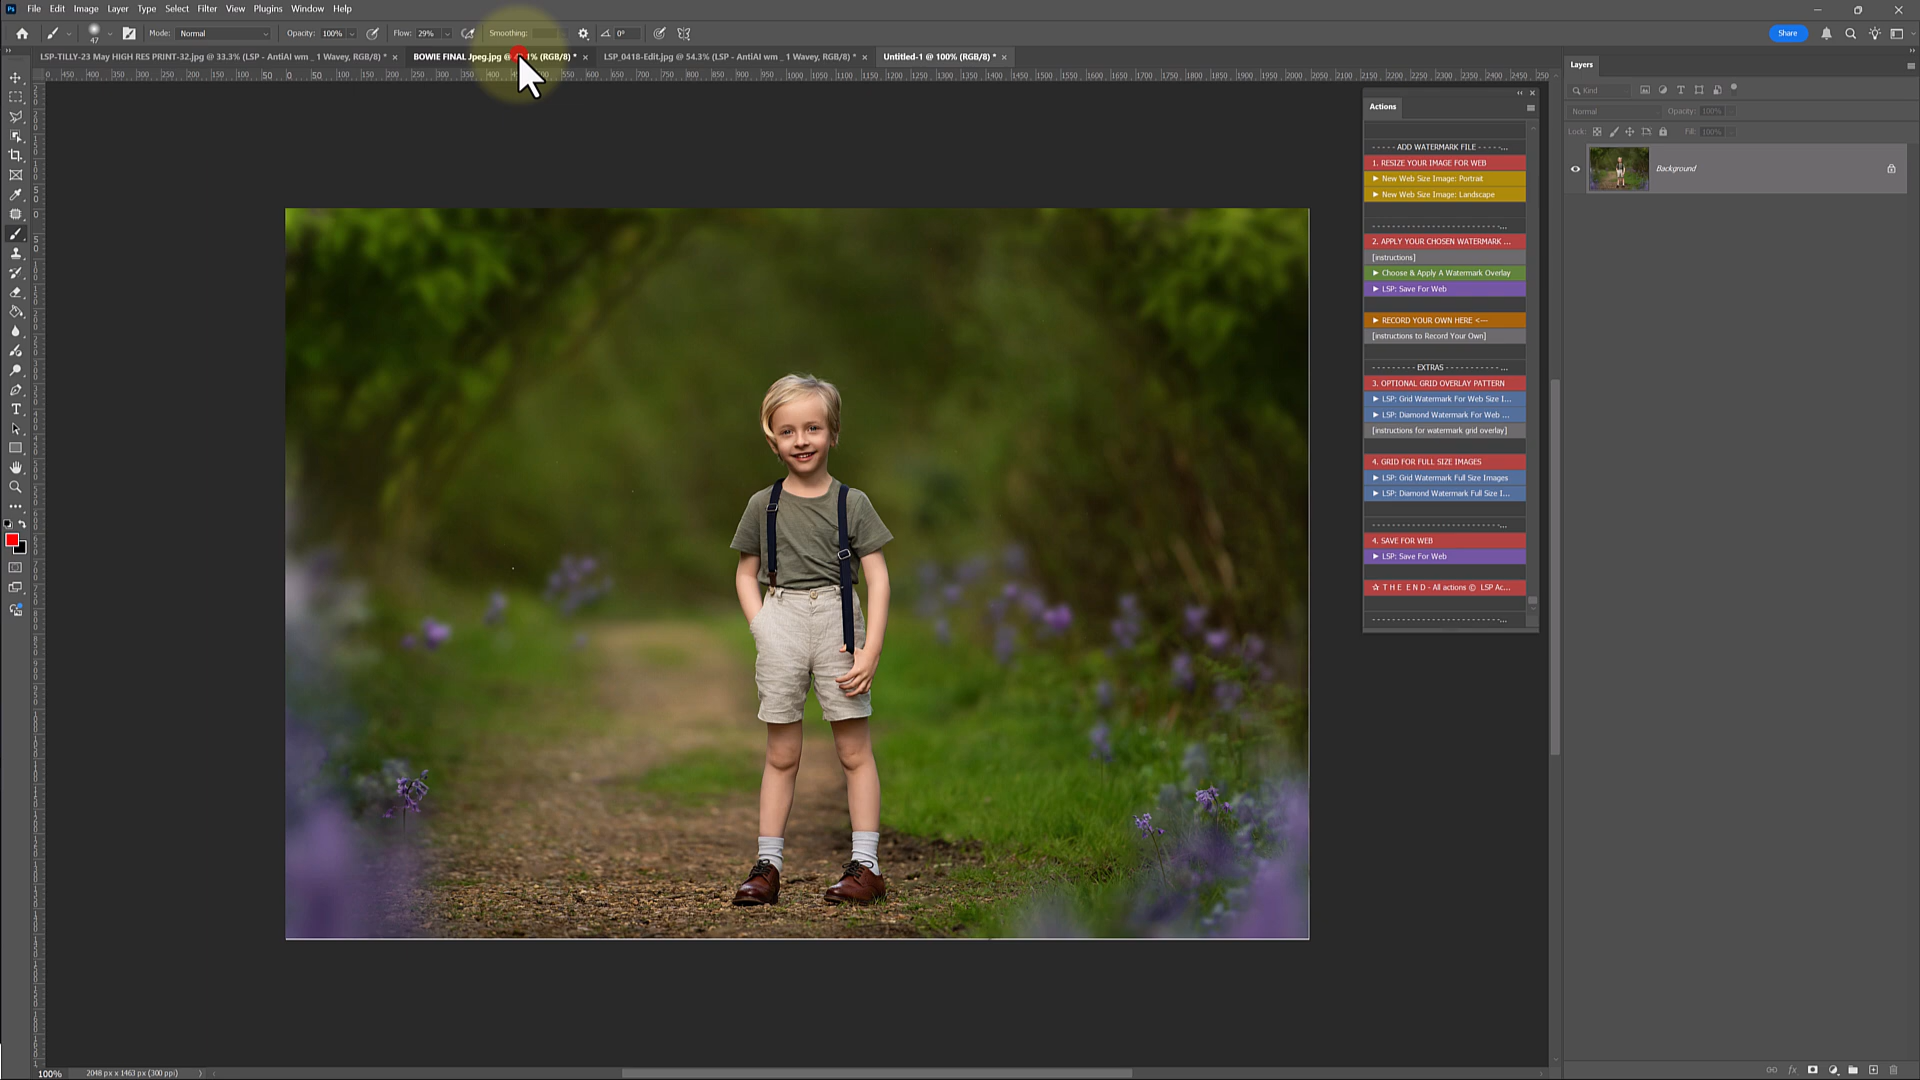 File Edit Image Layer Type Select Filter View Plugins Window Help
47 Mode: Normal Opacity: 100% Flow: 29% Smoothing: 0° Share
LSP-TILLY-23 May HIGH RES PRINT-32.jpg @ 33.3% (LSP - AntiAI wm _ 1 Wavey, RGB/8) * ×
BOWIE FINAL Jpeg.jpg @ 1% (RGB/8) * ×
LSP_0418-Edit.jpg @ 54.3% (LSP - AntiAI wm _ 1 Wavey, RGB/8) * ×
Untitled-1 @ 100% (RGB/8) * ×
Layers
Kind
Normal Opacity: 100%
Lock: Fill: 100%
Background
Actions
- - - - - ADD WATERMARK FILE - - - - -...
1. RESIZE YOUR IMAGE FOR WEB
New Web Size Image: Portrait
New Web Size Image: Landscape
2. APPLY YOUR CHOSEN WATERMARK ...
[instructions]
Choose & Apply A Watermark Overlay
LSP: Save For Web
RECORD YOUR OWN HERE <---
[instructions to Record Your Own]
- - - - - - - - - EXTRAS - - - - - - - - - - -...
3. OPTIONAL GRID OVERLAY PATTERN
LSP: Grid Watermark For Web Size I...
LSP: Diamond Watermark For Web ...
[instructions for watermark grid overlay]
4. GRID FOR FULL SIZE IMAGES
LSP: Grid Watermark Full Size Images
LSP: Diamond Watermark Full Size I...
4. SAVE FOR WEB
LSP: Save For Web
☆ T H E E N D - All actions © LSP Ac...
100% 2048 px x 1463 px (300 ppi)